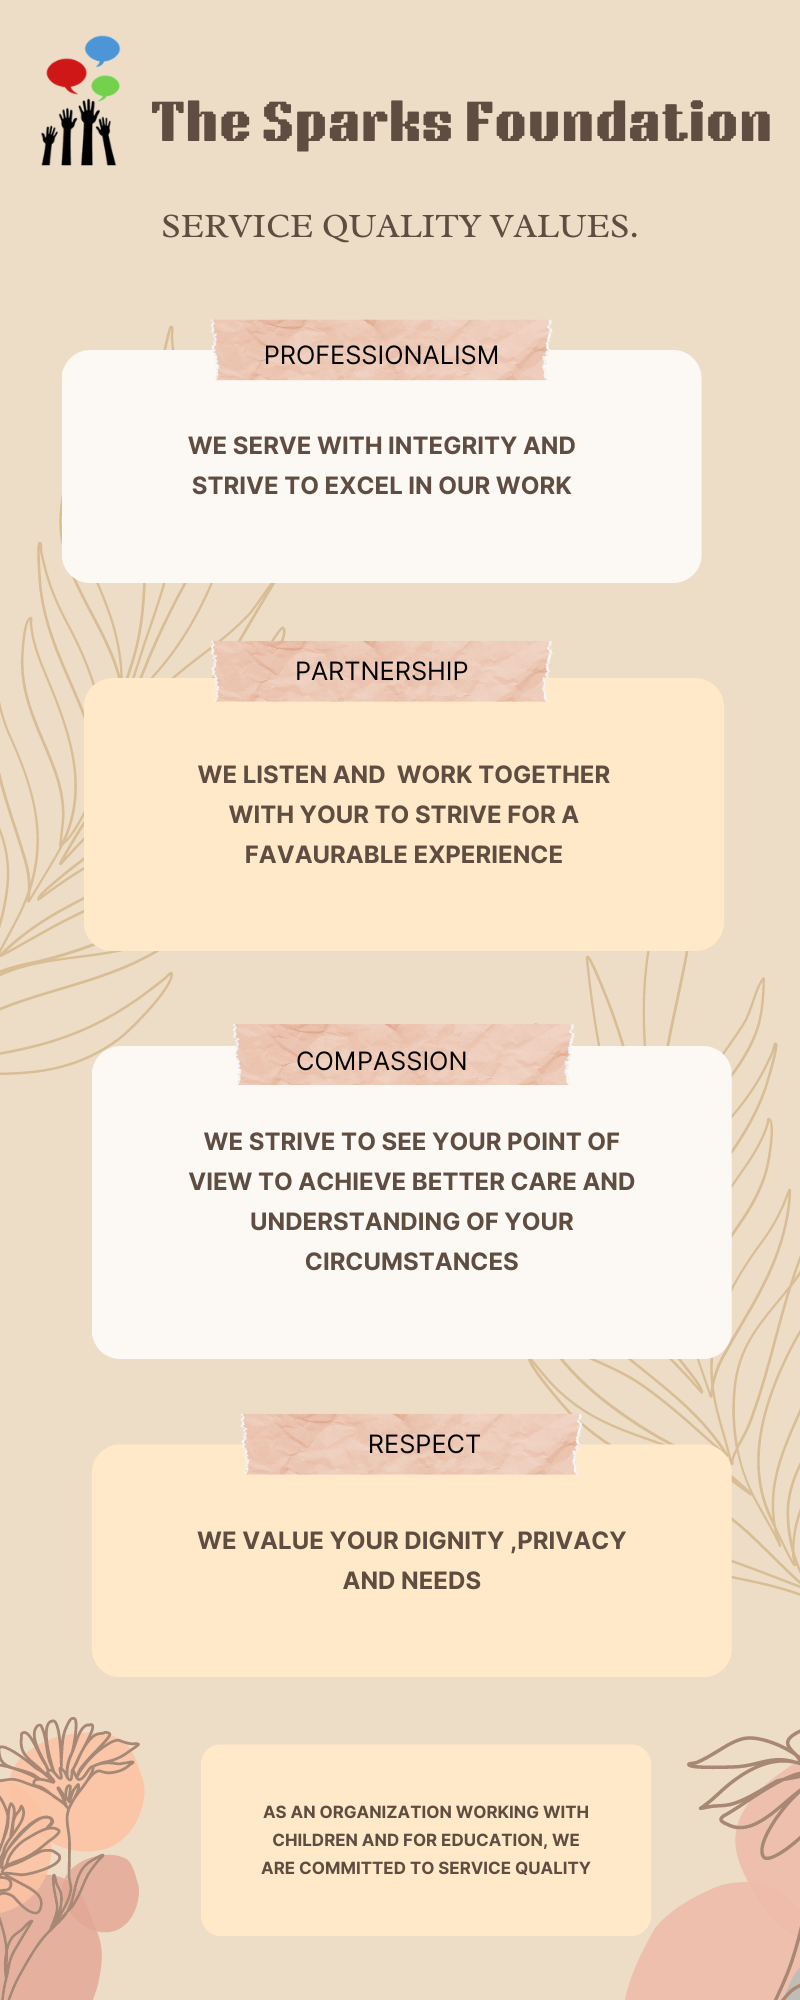 The Sparks Foundation
SERVICE QUALITY VALUES.
PROFESSIONALISM
WE SERVE WITH INTEGRITY AND
STRIVE TO EXCEL IN OUR WORK
PARTNERSHIP
WE LISTEN AND  WORK TOGETHER
WITH YOUR TO STRIVE FOR A
FAVAURABLE EXPERIENCE
COMPASSION
WE STRIVE TO SEE YOUR POINT OF
VIEW TO ACHIEVE BETTER CARE AND
UNDERSTANDING OF YOUR
CIRCUMSTANCES
RESPECT
WE VALUE YOUR DIGNITY ,PRIVACY
AND NEEDS
AS AN ORGANIZATION WORKING WITH
CHILDREN AND FOR EDUCATION, WE
ARE COMMITTED TO SERVICE QUALITY